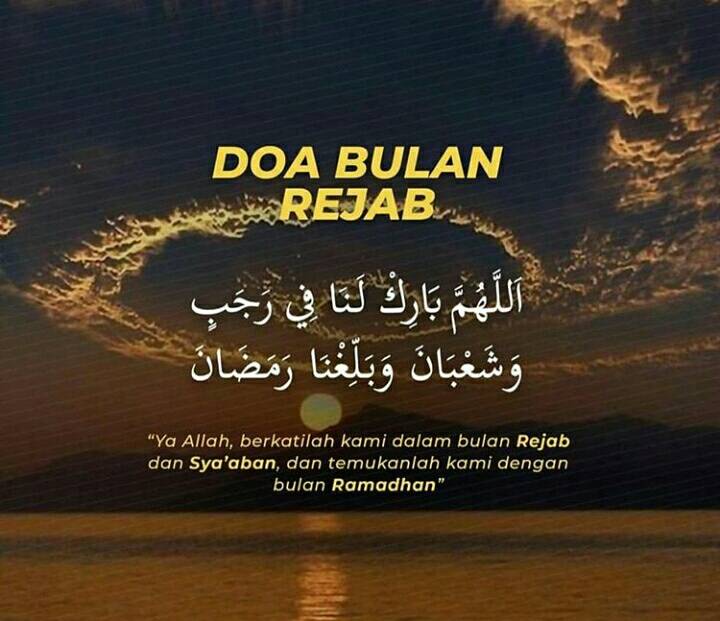 DOA BULAN
REJAB
اَللَّهُمَّ بَارِكْ لَنَا فِي رَجَبٍ
وَشَعْبَانَ وَبَلِّغْنَا رَمَضَانَ
“Ya Allah, berkatilah kami dalam bulan Rejab
dan Sya’aban, dan temukanlah kami dengan
bulan Ramadhan”